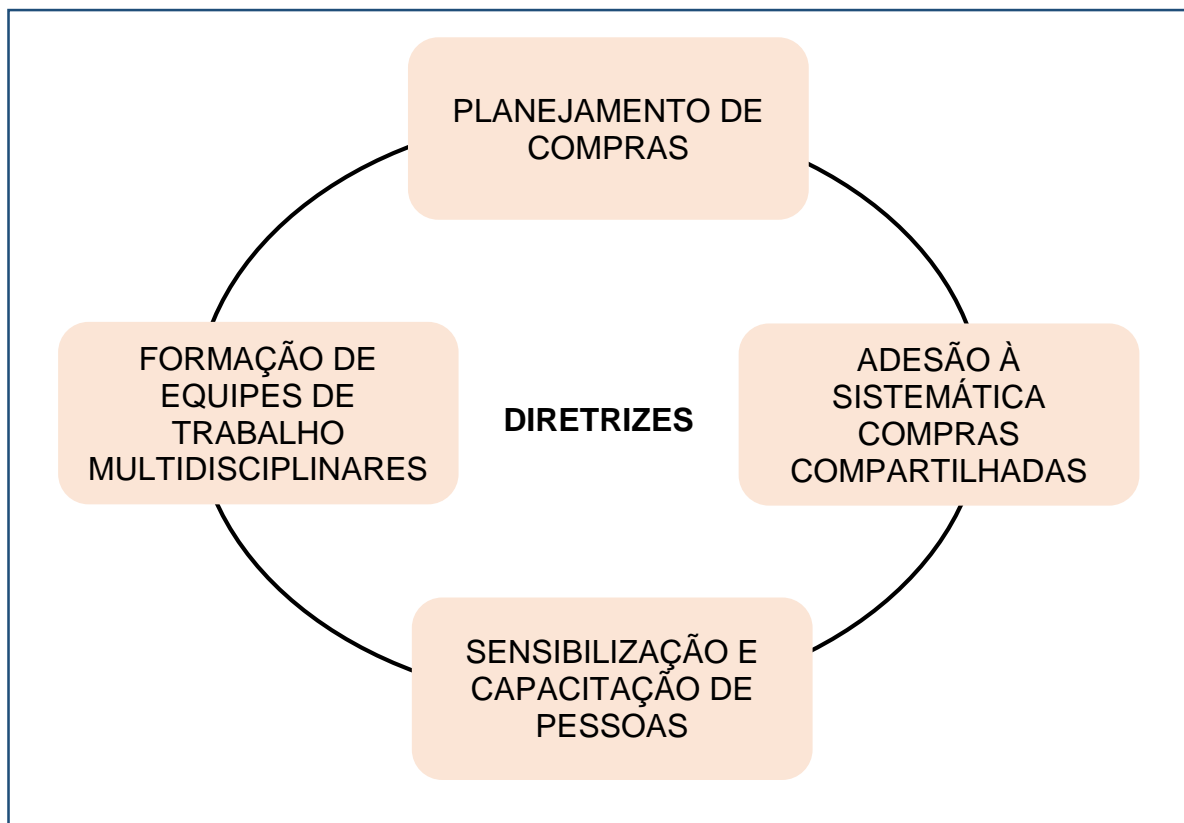 PLANEJAMENTO DE
COMPRAS
FORMAÇÃO DE
EQUIPES DE
TRABALHO
MULTIDISCIPLINARES
DIRETRIZES
ADESÃO À
SISTEMÁTICA
COMPRAS
COMPARTILHADAS
SENSIBILIZAÇÃO E
CAPACITAÇÃO DE
PESSOAS